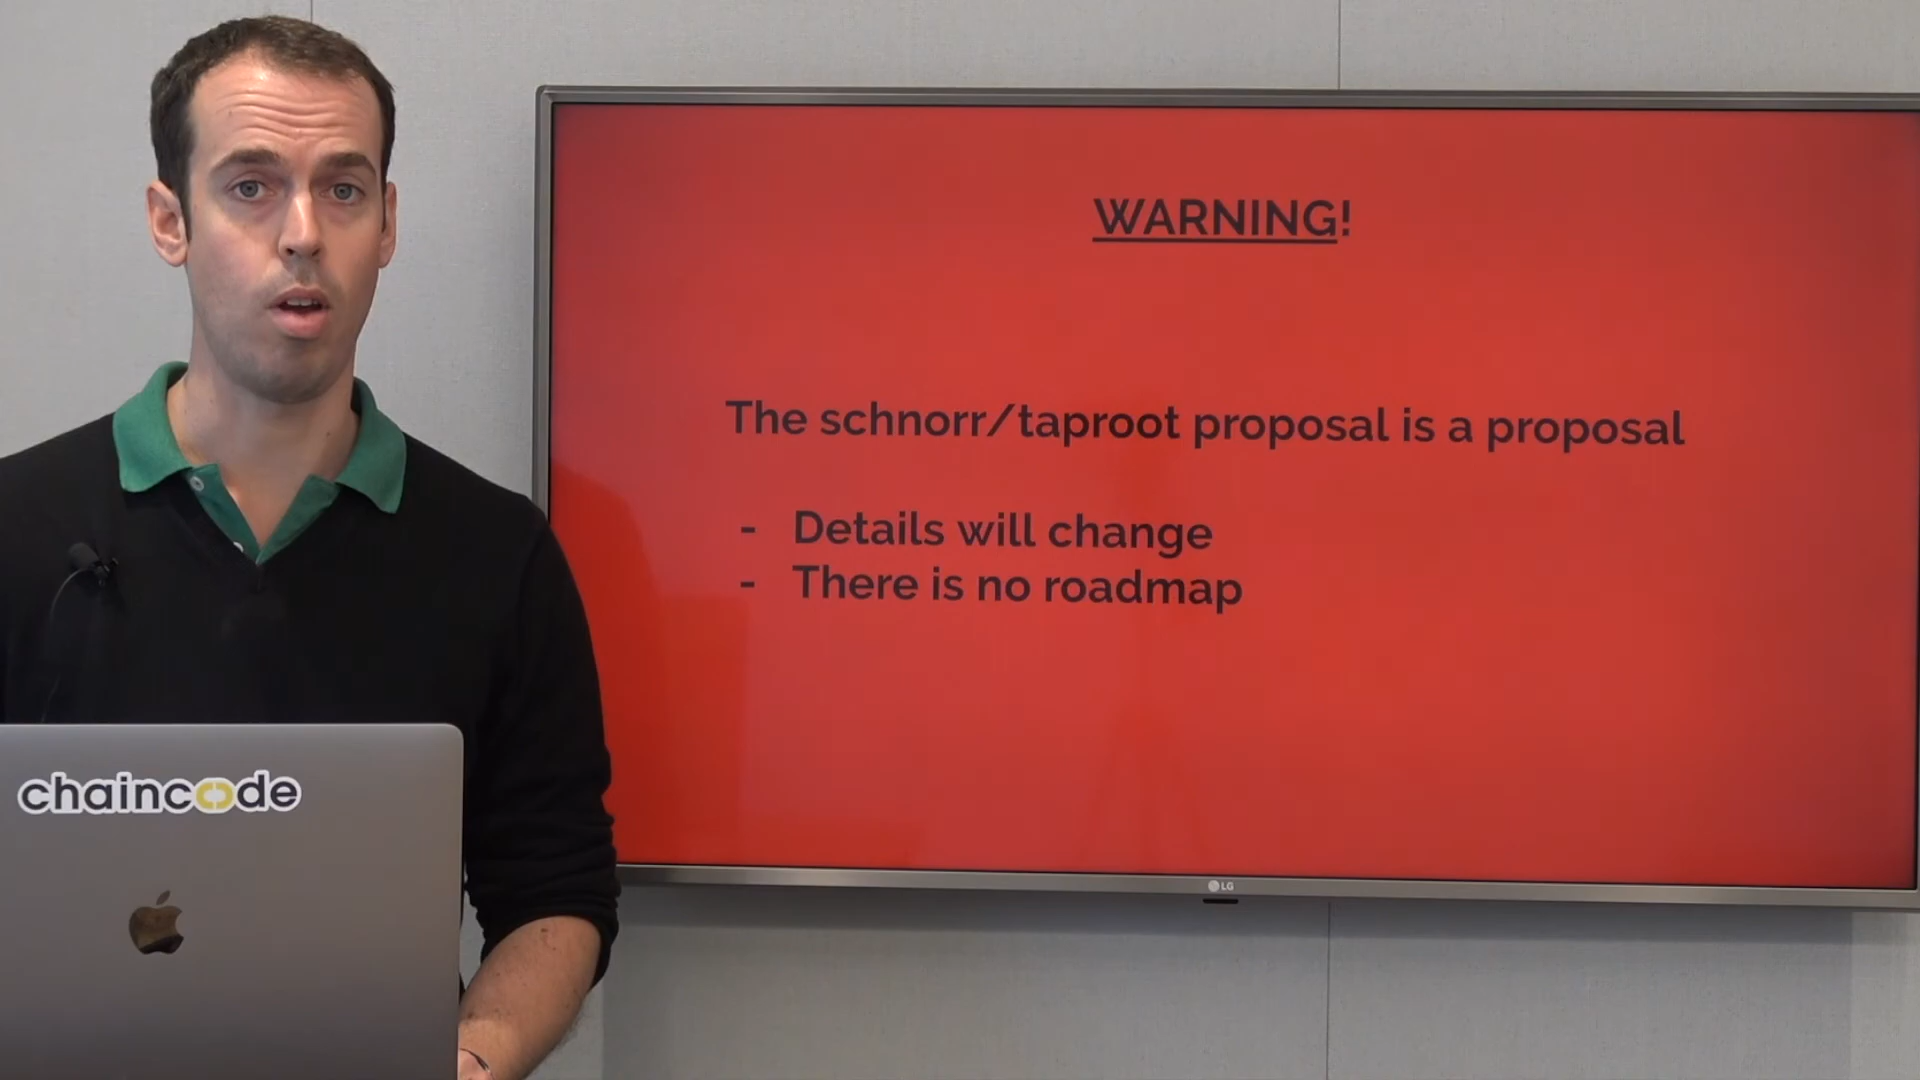 WARNING!
The schnorr/taproot proposal is a proposal
- Details will change
- There is no roadmap
chaincode
LG